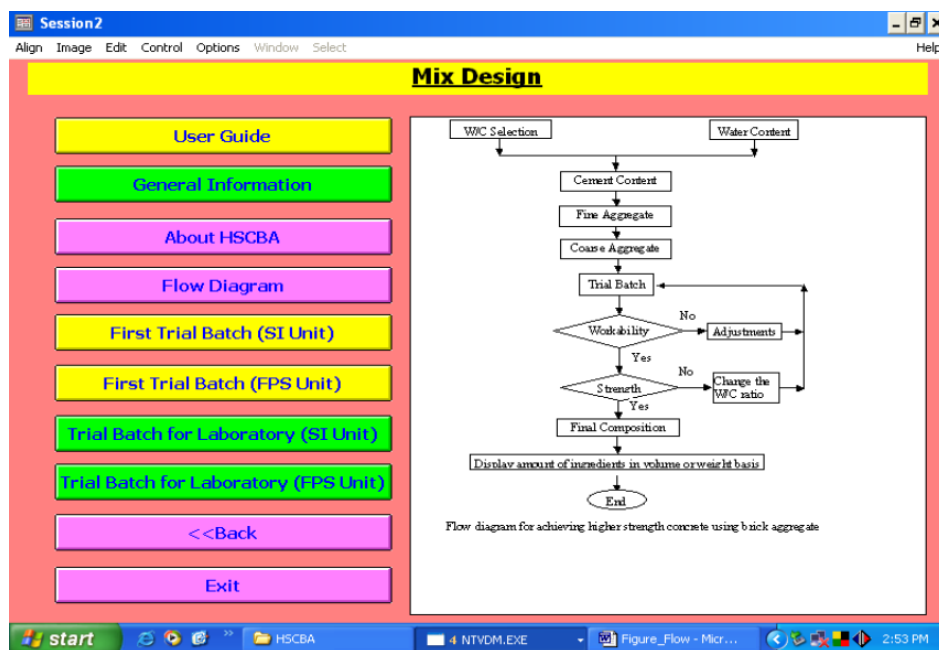 Session2
Align Image Edit Control Options Window Select Help
Mix Design
User Guide
General Information
About HSCBA
Flow Diagram
First Trial Batch (SI Unit)
First Trial Batch (FPS Unit)
Trial Batch for Laboratory (SI Unit)
Trial Batch for Laboratory (FPS Unit)
<<Back
Exit
W/C Selection Water Content
Cement Content
Fine Aggregate
Coarse Aggregate
Trial Batch
No
Workability Adjustments
Yes
No
Strength Change the
W/C ratio
Yes
Final Composition
Display amount of ingredients in volume or weight basis
End
Flow diagram for achieving higher strength concrete using brick aggregate
start HSCBA 4 NTVDM.EXE Figure_Flow - Micr... 2:53 PM